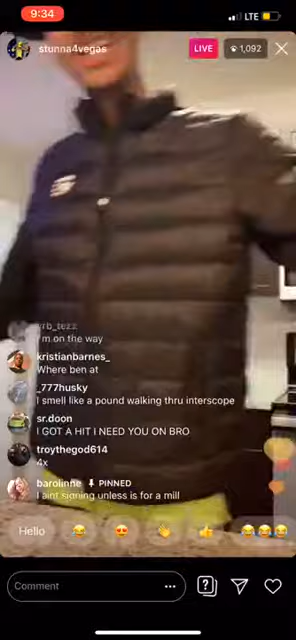 9:34
LTE
stunna4vegas
LIVE
1,092
rb_tezz
I'm on the way
kristianbarnes_
Where ben at
_777husky
I smell like a pound walking thru interscope
sr.doon
I GOT A HIT I NEED YOU ON BRO
troythegod614
4x
barolinne PINNED
I aint signing unless is for a mill
Hello
Comment